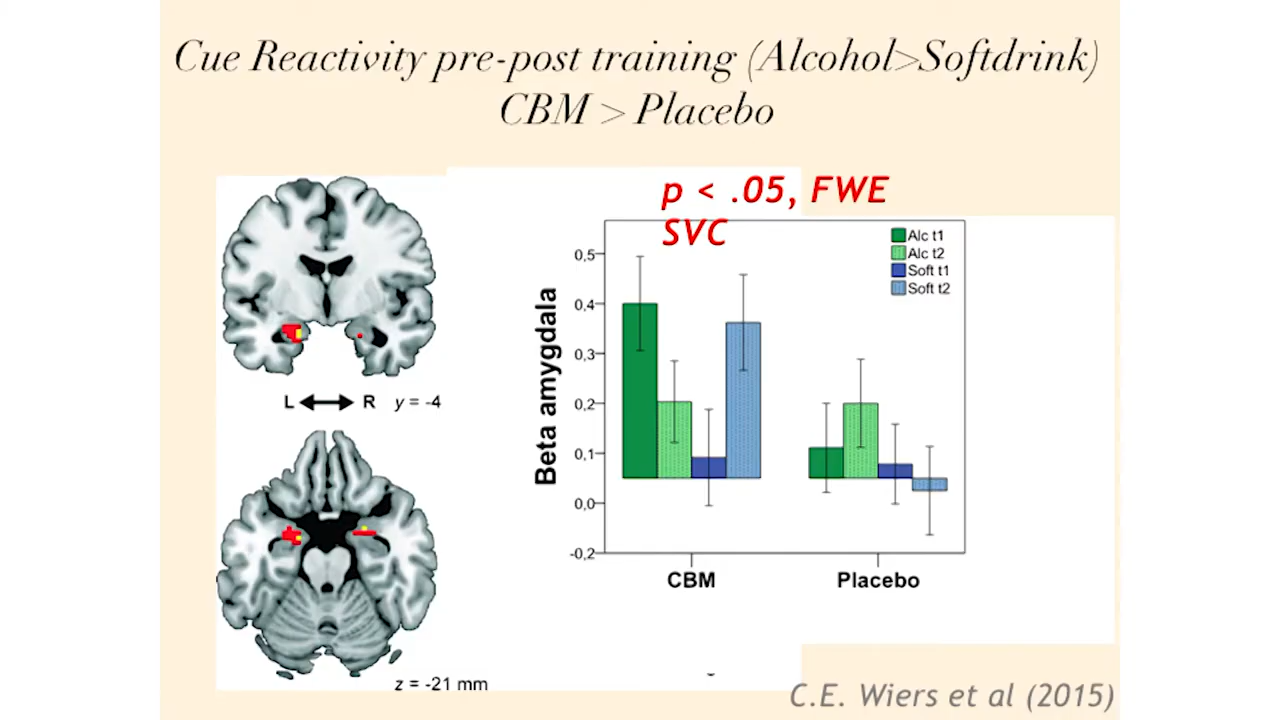 Cue Reactivity pre-post training (Alcohol>Softdrink)
CBM > Placebo
p < .05, FWE
SVC
L R y = -4
z = -21 mm
Beta amygdala
0,5
0,4
0,3
0,2
0,1
0,0
-0,2
Alc t1
Alc t2
Soft t1
Soft t2
CBM Placebo
C.E. Wiers et al (2015)